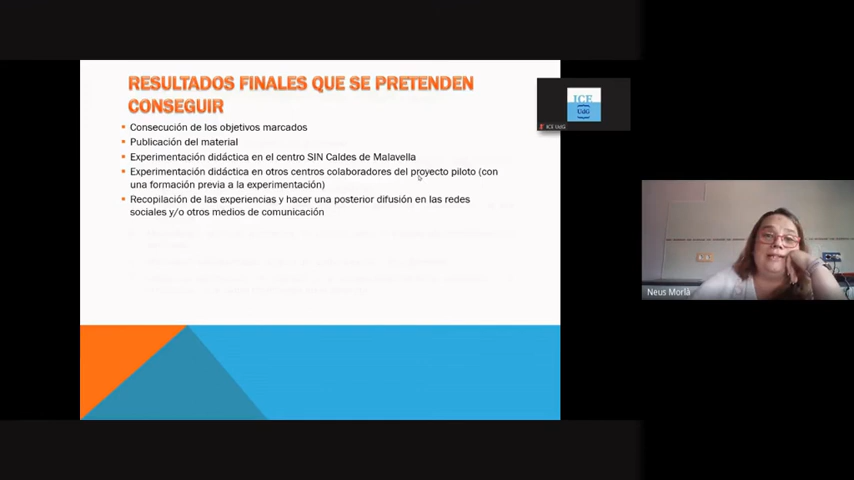 RESULTADOS FINALES QUE SE PRETENDEN
CONSEGUIR
Consecución de los objetivos marcados
Publicación del material
Experimentación didáctica en el centro SIN Caldes de Malavella
Experimentación didáctica en otros centros colaboradores del proyecto piloto (con
una formación previa a la experimentación)
Recopilación de las experiencias y hacer una posterior difusión en las redes
sociales y/o otros medios de comunicación
ICE
UdG
ICE UdG
Neus Morlà